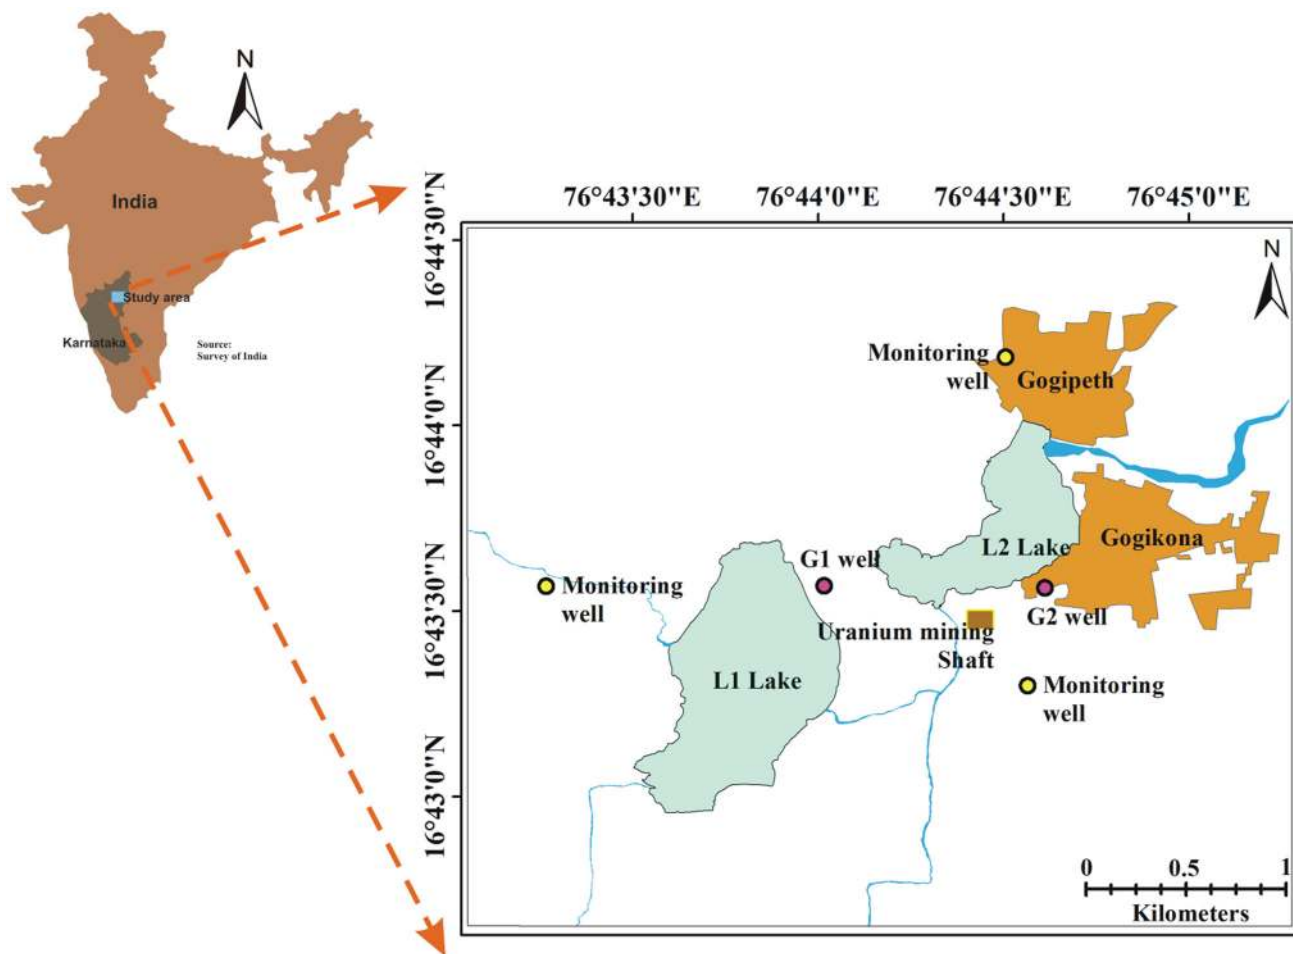 N
India
Study area
Karnataka
Source:
Survey of India
76°43'30"E
76°44'0"E
76°44'30"E
76°45'0"E
16°44'30"N
16°44'0"N
16°43'30"N
16°43'0"N
N
Monitoring
well
Gogipeth
L2 Lake
Gogikona
G1 well
Monitoring
well
G2 well
Uranium mining
Shaft
L1 Lake
Monitoring
well
0 0.5 1
Kilometers